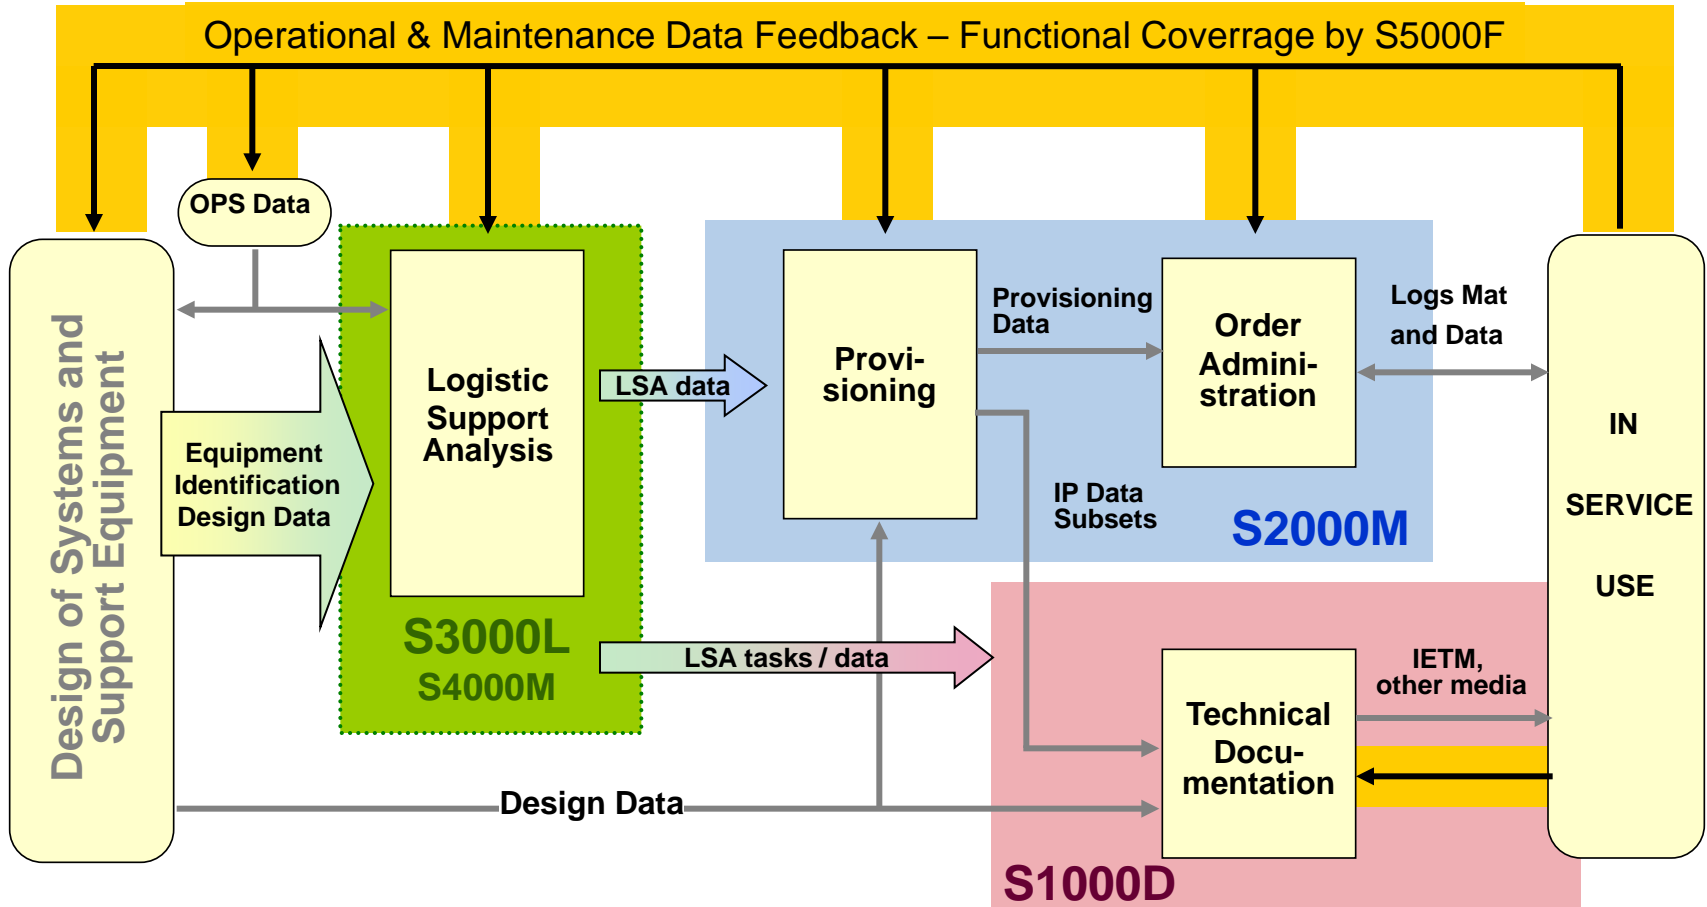 Operational & Maintenance Data Feedback – Functional Coverrage by S5000F
OPS Data
Design of Systems and
Support Equipment
Equipment
Identification
Design Data
Logistic
Support
Analysis
S3000L
S4000M
LSA data
LSA tasks / data
Design Data
Provi-
sioning
Provisioning
Data
Order
Admini-
stration
IP Data
Subsets
S2000M
Logs Mat
and Data
IN
SERVICE
USE
Technical
Docu-
mentation
IETM,
other media
S1000D